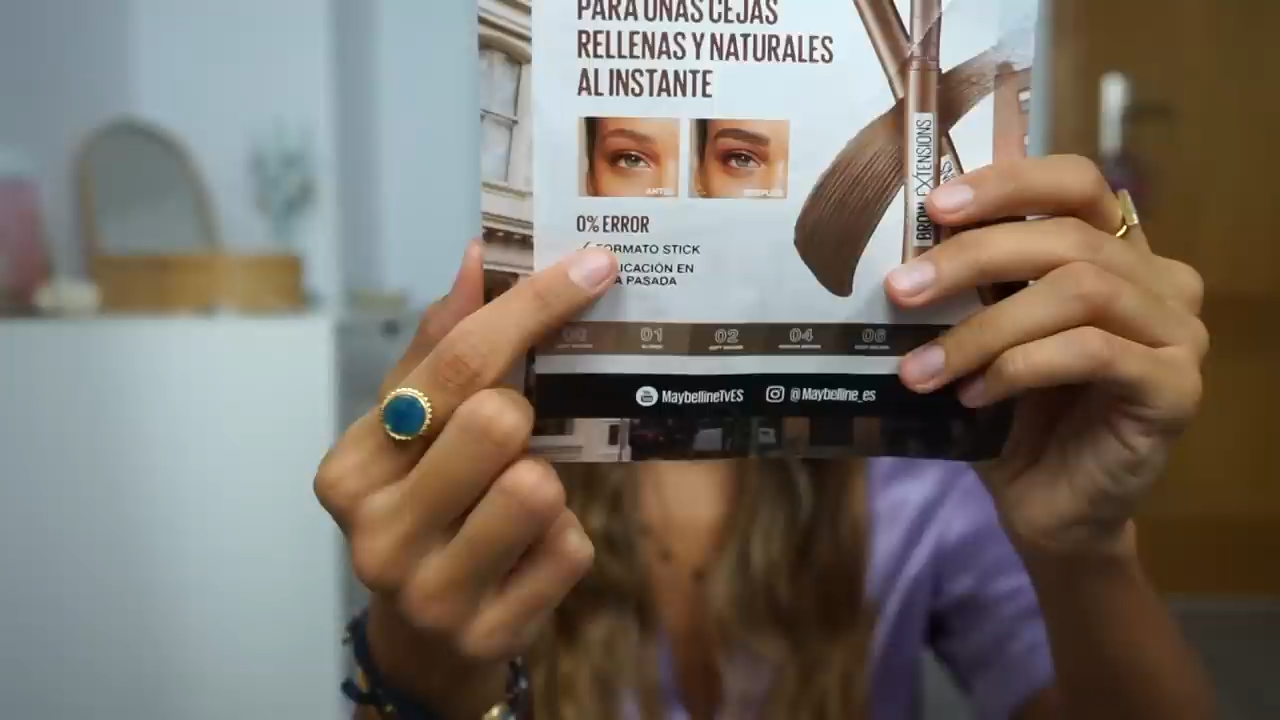 PARA UNAS CEJAS
RELLENAS Y NATURALES
AL INSTANTE
0% ERROR
FORMATO STICK
PASADA
BROW EXTENSIONS
01
02
04
06
MaybellineTVES
@Maybelline_es